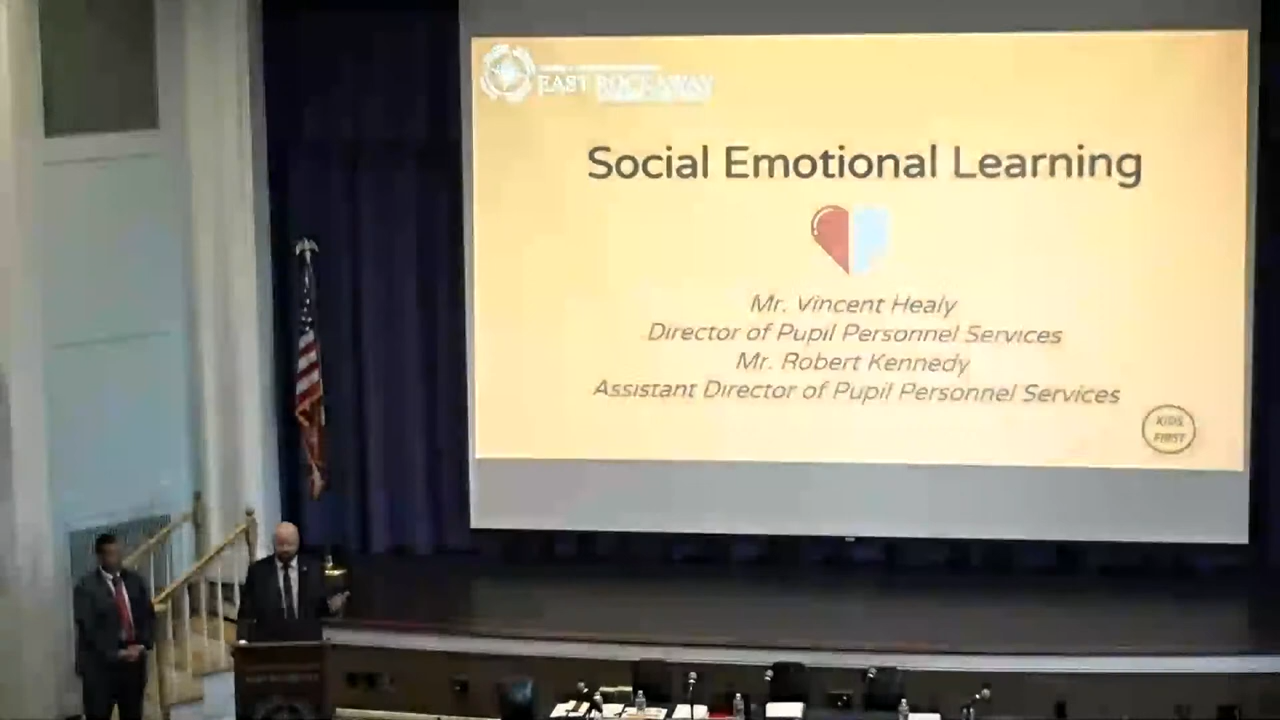 EAST ROCKAWAY
Social Emotional Learning
Mr. Vincent Healy
Director of Pupil Personnel Services
Mr. Robert Kennedy
Assistant Director of Pupil Personnel Services
KIDS
FIRST